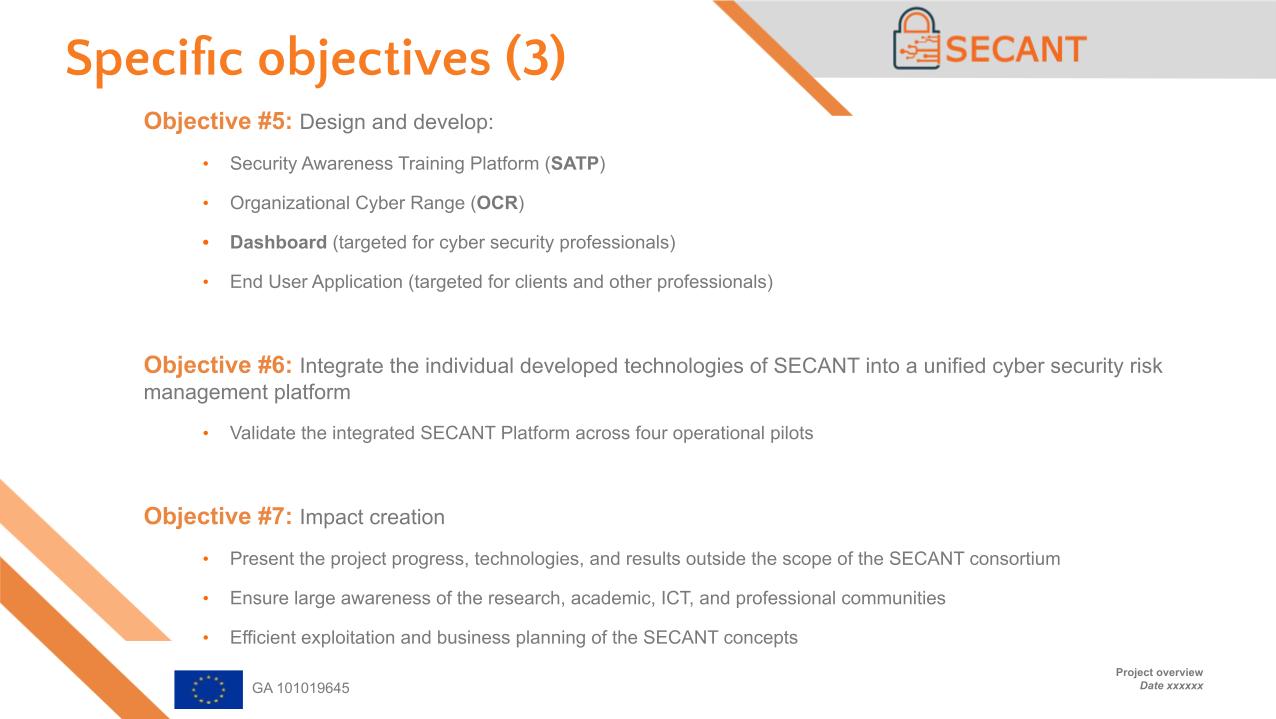 Specific objectives (3)
SECANT
Objective #5: Design and develop:
• Security Awareness Training Platform (SATP)
• Organizational Cyber Range (OCR)
• Dashboard (targeted for cyber security professionals)
• End User Application (targeted for clients and other professionals)
Objective #6: Integrate the individual developed technologies of SECANT into a unified cyber security risk
management platform
• Validate the integrated SECANT Platform across four operational pilots
Objective #7: Impact creation
• Present the project progress, technologies, and results outside the scope of the SECANT consortium
• Ensure large awareness of the research, academic, ICT, and professional communities
• Efficient exploitation and business planning of the SECANT concepts
GA 101019645
Project overview
Date xxxxxx